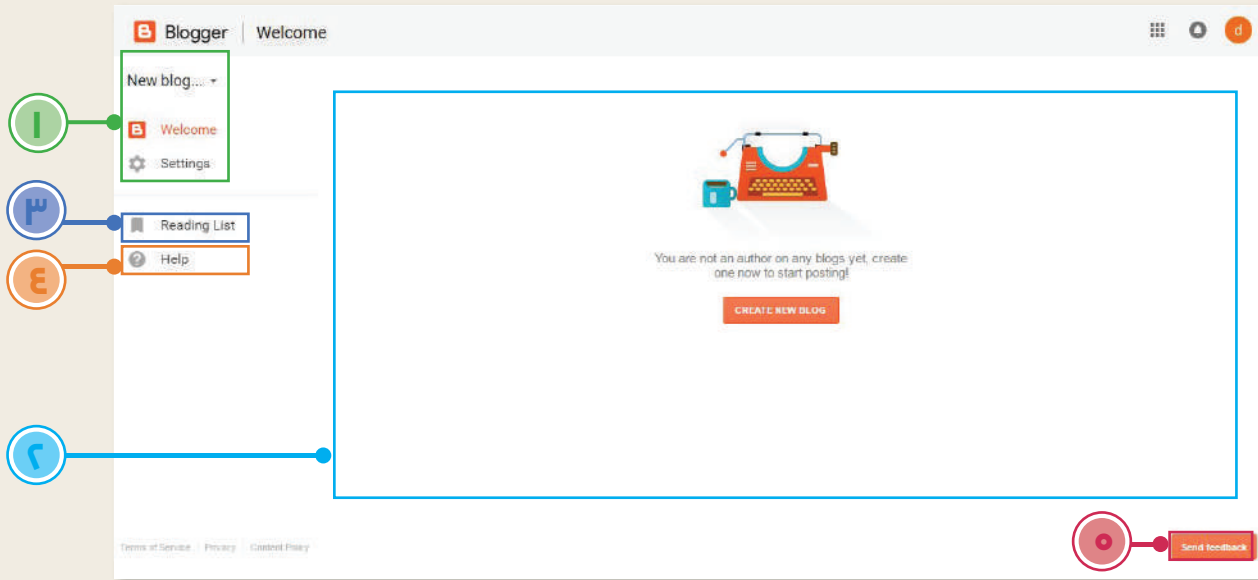 Blogger Welcome
d
New blog....
١
Welcome
Settings
٣
Reading List
٤
Help
You are not an author on any blogs yet, create
one now to start posting!
CREATE NEW BLOG
٢
Terms of Service Privacy Content Policy
٥
Send feedback